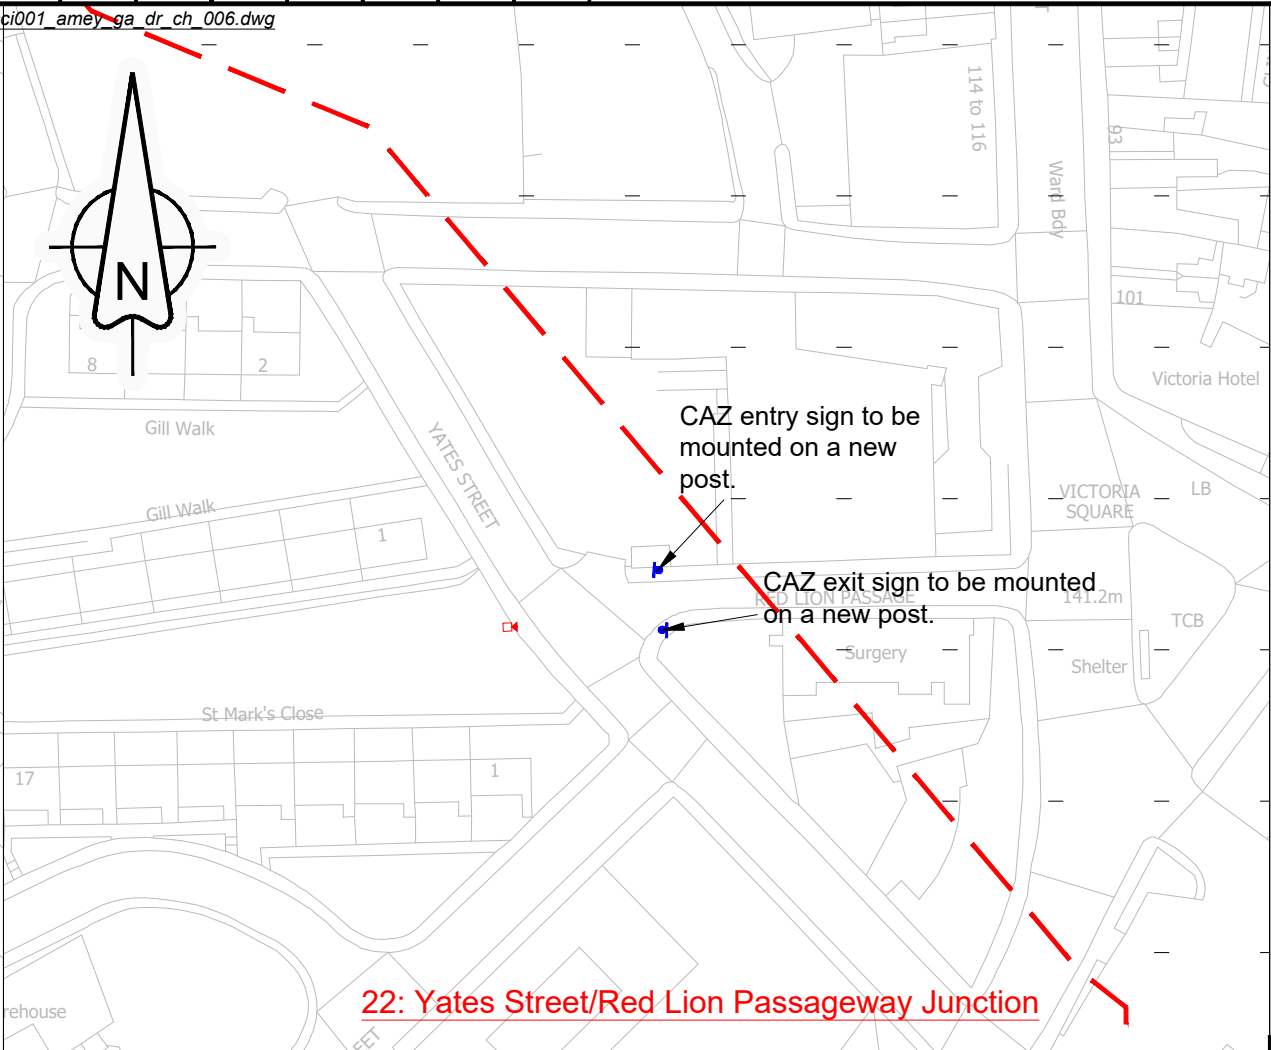 ci001_amey_ga_dr_ch_006.dwg
114 to 116
93
Ward Bdy
N
101
8
2
Victoria Hotel
Gill Walk
YATES STREET
CAZ entry sign to be
mounted on a new
post.
VICTORIA
SQUARE
LB
Gill Walk
1
CAZ exit sign to be mounted
on a new post.
RED LION PASSAGE
141.2m
TCB
Surgery
Shelter
St Mark's Close
17
1
22: Yates Street/Red Lion Passageway Junction
rehouse
EET